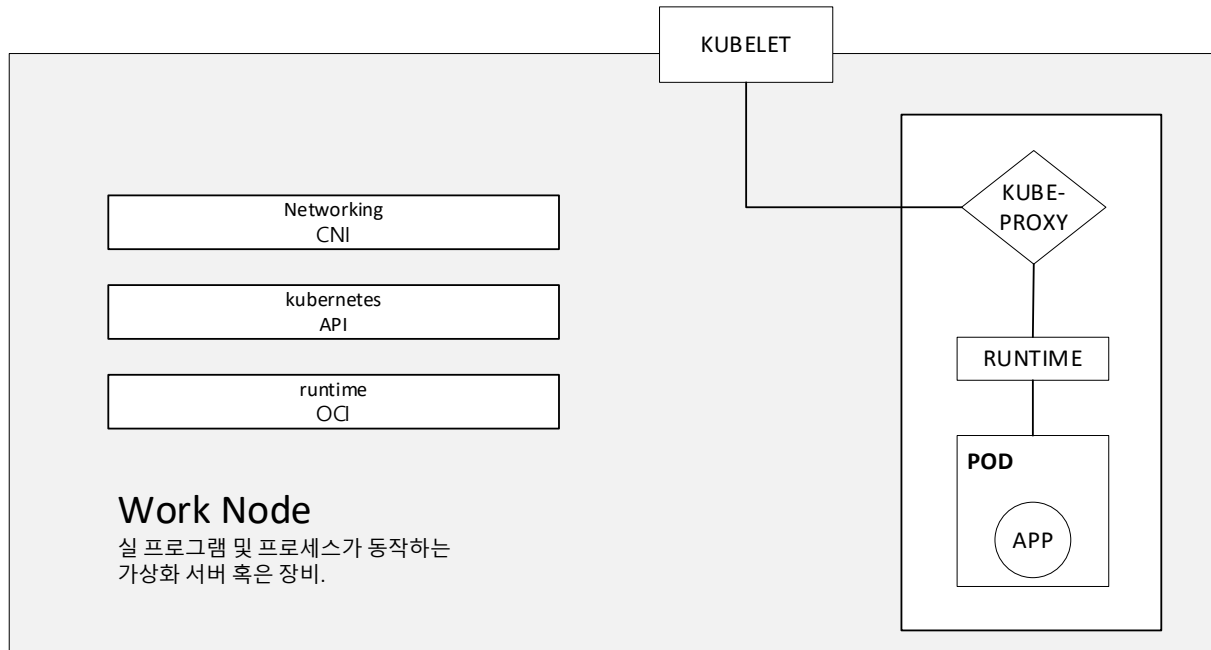 KUBELET
Networking
CNI
kubernetes
API
runtime
OCI
Work Node
실 프로그램 및 프로세스가 동작하는
가상화 서버 혹은 장비.
KUBE-
PROXY
RUNTIME
POD
APP